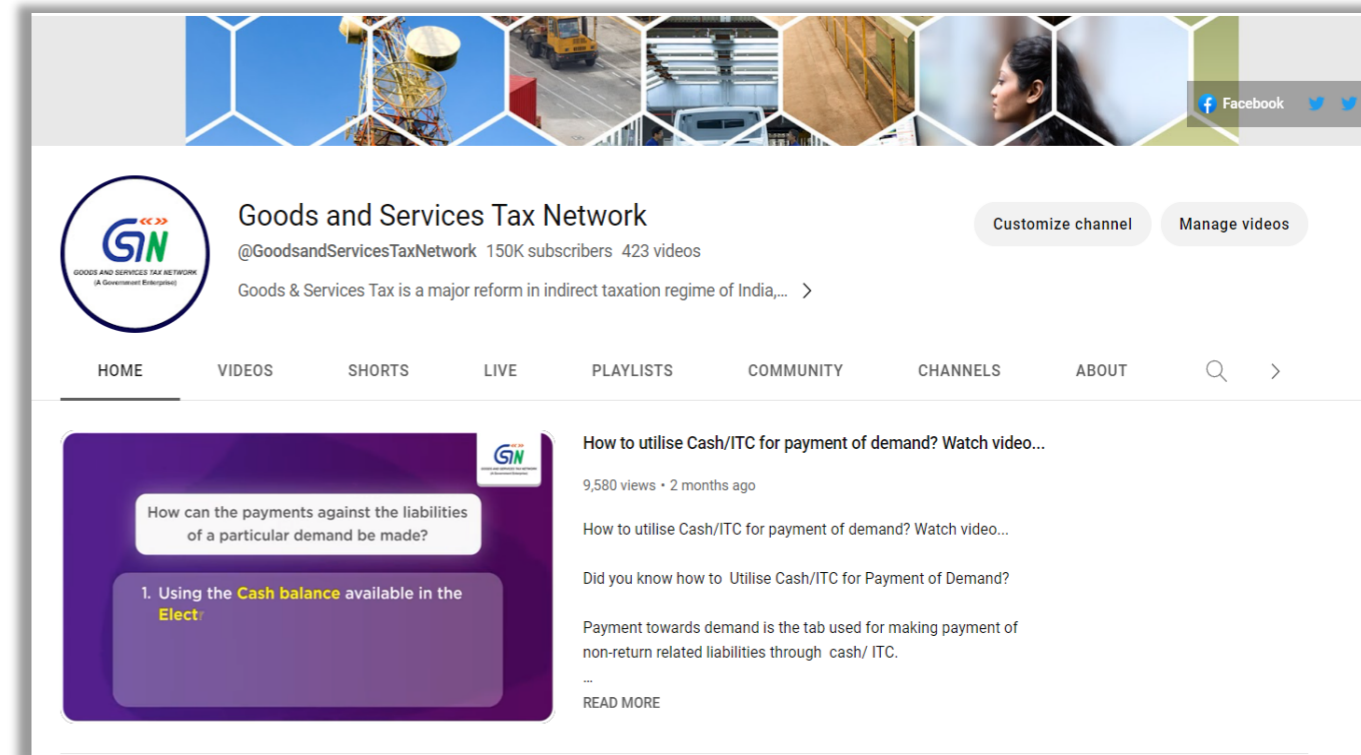 Facebook
GSTN
GOODS AND SERVICES TAX NETWORK
(A Government Enterprise)
Goods and Services Tax Network
@GoodsandServicesTaxNetwork 150K subscribers 423 videos
Goods & Services Tax is a major reform in indirect taxation regime of India,...
Customize channel
Manage videos
HOME VIDEOS SHORTS LIVE PLAYLISTS COMMUNITY CHANNELS ABOUT
How can the payments against the liabilities
of a particular demand be made?
1. Using the Cash balance available in the
Elect
How to utilise Cash/ITC for payment of demand? Watch video...
9,580 views • 2 months ago
How to utilise Cash/ITC for payment of demand? Watch video...
Did you know how to Utilise Cash/ITC for Payment of Demand?
Payment towards demand is the tab used for making payment of
non-return related liabilities through cash/ ITC.
...
READ MORE